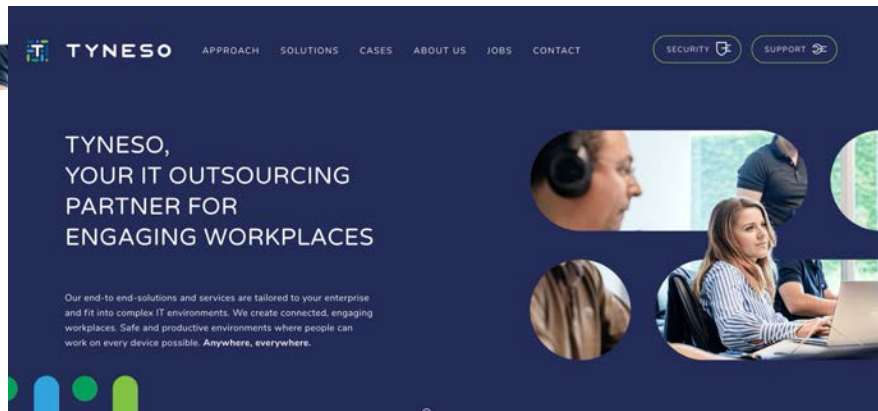 TYNESO
APPROACH SOLUTIONS CASES ABOUT US JOBS CONTACT
SECURITY
SUPPORT
TYNESO,
YOUR IT OUTSOURCING
PARTNER FOR
ENGAGING WORKPLACES
Our end-to end-solutions and services are tailored to your enterprise
and fit into complex IT environments. We create connected, engaging
workplaces. Safe and productive environments where people can
work on every device possible. Anywhere, everywhere.